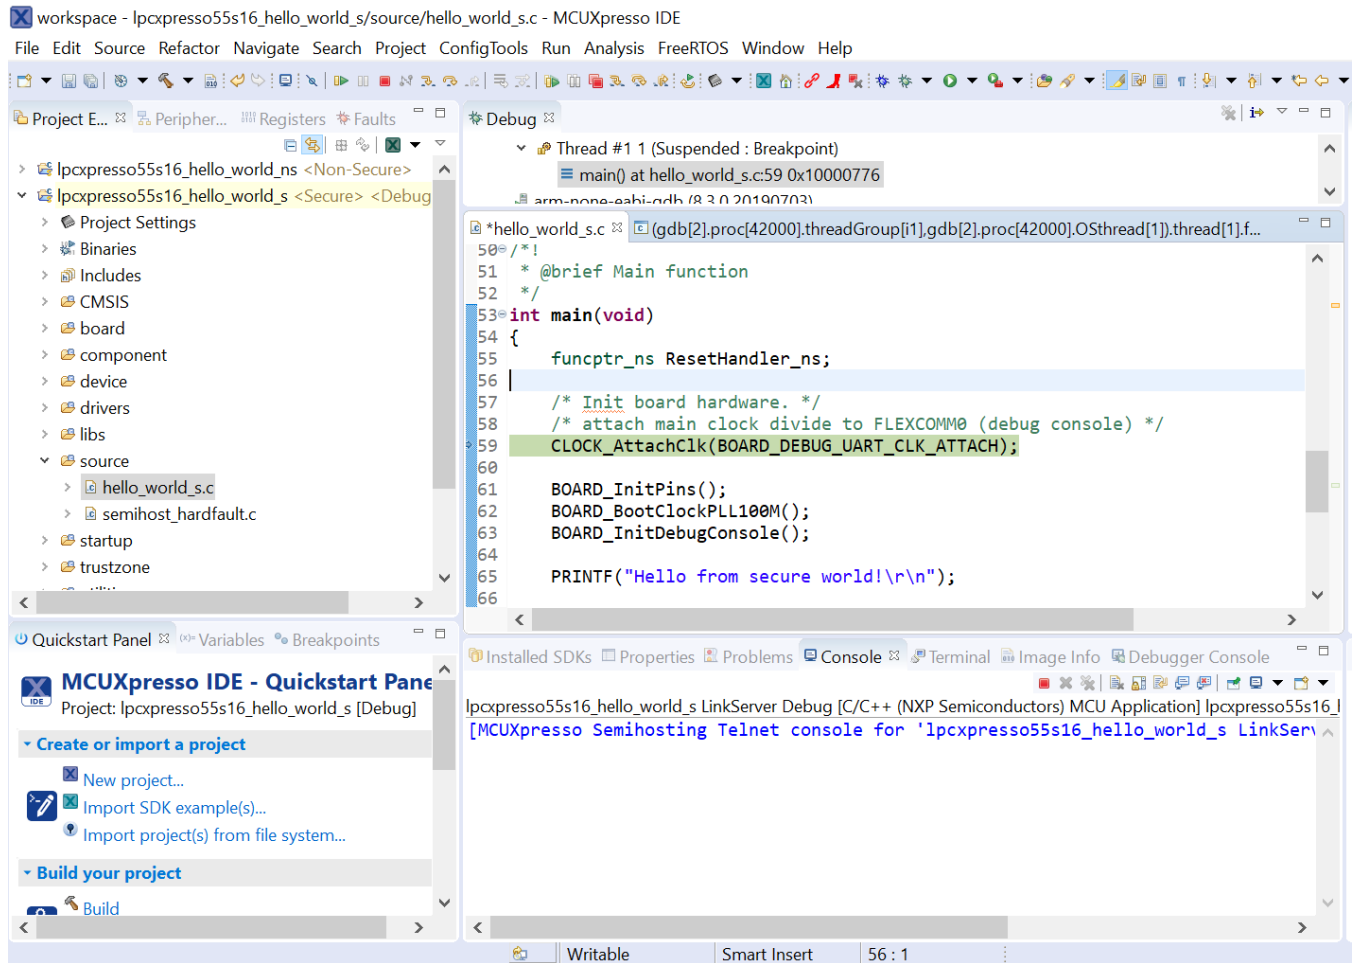 workspace - lpcxpresso55s16_hello_world_s/source/hello_world_s.c - MCUXpresso IDE
File Edit Source Refactor Navigate Search Project ConfigTools Run Analysis FreeRTOS Window Help
Project E... Peripher... Registers Faults
lpcxpresso55s16_hello_world_ns <Non-Secure>
lpcxpresso55s16_hello_world_s <Secure> <Debug
Project Settings
Binaries
Includes
CMSIS
board
component
device
drivers
libs
source
hello_world_s.c
semihost_hardfault.c
startup
trustzone
Debug
Thread #1 1 (Suspended : Breakpoint)
main() at hello_world_s.c:59 0x10000776
arm-none-eabi-gdb (8.3.0.20190703)
*hello_world_s.c (gdb[2].proc[42000].threadGroup[i1],gdb[2].proc[42000].OSthread[1]).thread[1].f...
50 /*!
51 * @brief Main function
52 */
53 int main(void)
54 {
55 funcptr_ns ResetHandler_ns;
56
57 /* Init board hardware. */
58 /* attach main clock divide to FLEXCOMM0 (debug console) */
59 CLOCK_AttachClk(BOARD_DEBUG_UART_CLK_ATTACH);
60
61 BOARD_InitPins();
62 BOARD_BootClockPLL100M();
63 BOARD_InitDebugConsole();
64
65 PRINTF("Hello from secure world!\r\n");
66
Quickstart Panel (x)= Variables Breakpoints
IDE
MCUXpresso IDE - Quickstart Pane
Project: lpcxpresso55s16_hello_world_s [Debug]
Create or import a project
New project...
Import SDK example(s)...
Import project(s) from file system...
Build your project
Build
Installed SDKs Properties Problems Console Terminal Image Info Debugger Console
lpcxpresso55s16_hello_world_s LinkServer Debug [C/C++ (NXP Semiconductors) MCU Application] lpcxpresso55s16_
[MCUXpresso Semihosting Telnet console for 'lpcxpresso55s16_hello_world_s LinkServ
Writable Smart Insert 56 : 1